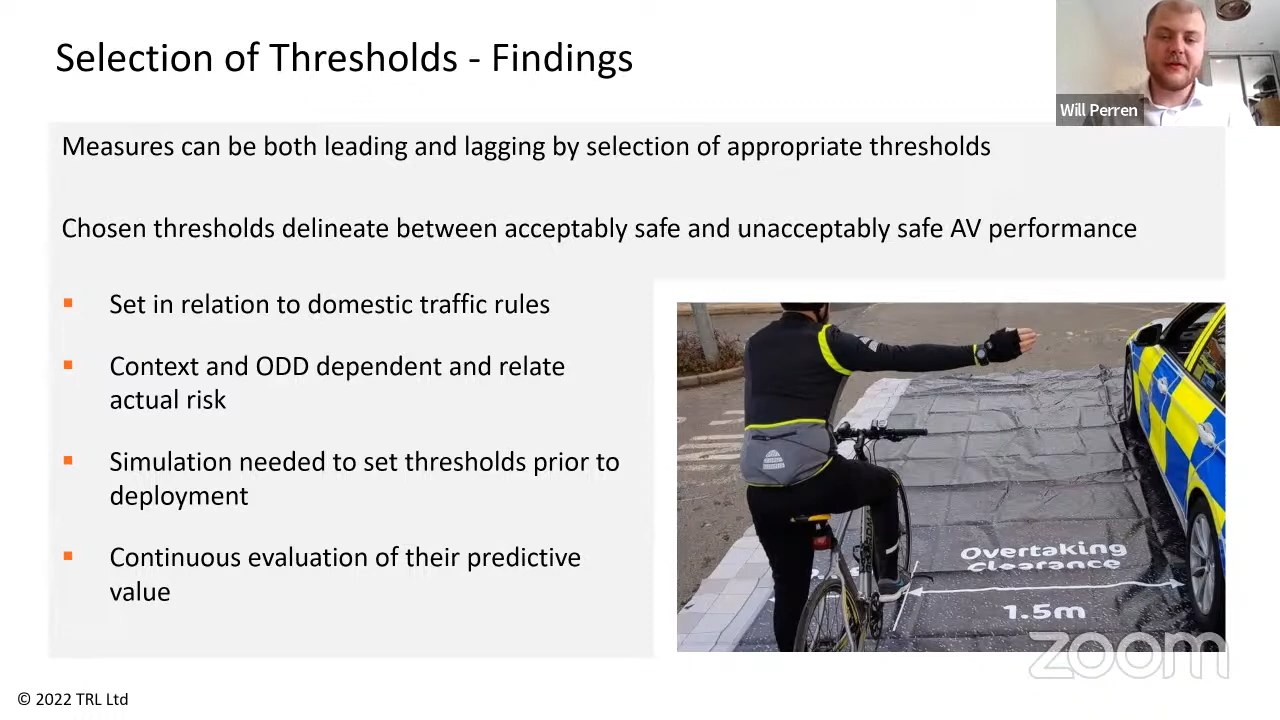 Selection of Thresholds - Findings
Will Perren
Measures can be both leading and lagging by selection of appropriate thresholds
Chosen thresholds delineate between acceptably safe and unacceptably safe AV performance
Set in relation to domestic traffic rules
Context and ODD dependent and relate
actual risk
Simulation needed to set thresholds prior to
deployment
Continuous evaluation of their predictive
value
Overtaking
Clearance
1.5m
zoom
© 2022 TRL Ltd